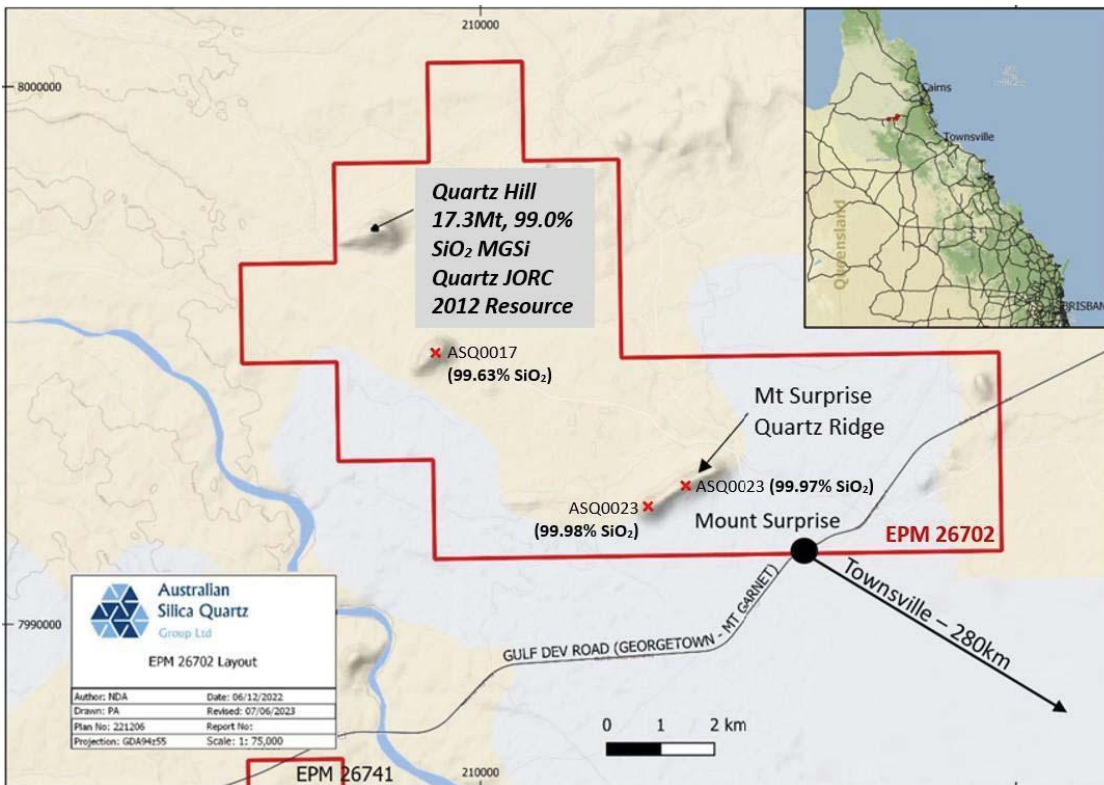 210000
8000000
Cairns
Townsville
Queensland
BRISBAN
Quartz Hill
17.3Mt, 99.0%
SiO₂ MGSi
Quartz JORC
2012 Resource
ASQ0017
(99.63% SiO₂)
Mt Surprise
Quartz Ridge
ASQ0023 (99.97% SiO₂)
ASQ0023
(99.98% SiO₂)
Mount Surprise
EPM 26702
Townsville – 280km
7990000
GULF DEV ROAD (GEORGETOWN - MT GARNET)
Australian
Silica Quartz
Group Ltd
EPM 26702 Layout
Author: NDA Date: 06/12/2022
Drawn: PA Revised: 07/06/2023
Plan No: 221206 Report No:
Projection: GDA94z55 Scale: 1: 75,000
0 1 2 km
EPM 26741
210000